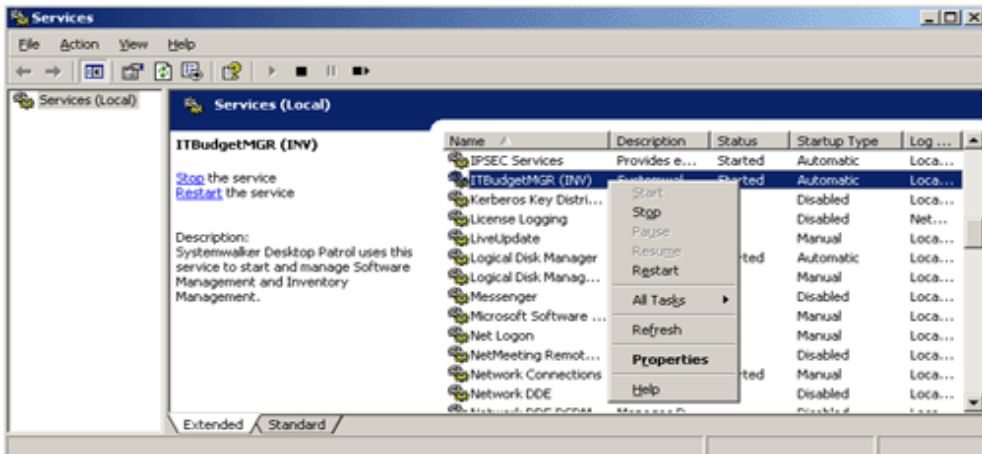 Services
File Action View Help
Services (Local)
Services (Local)
ITBudgetMGR (INV)
Stop the service
Restart the service
Description:
Systemwalker Desktop Patrol uses this
service to start and manage Software
Management and Inventory
Management.
Name Description Status Startup Type Log ...
IPSEC Services Provides e... Started Automatic Loca...
ITBudgetMGR (INV) Systemwal Started Automatic Loca...
Kerberos Key Distri... Disabled Loca...
License Logging Disabled Net...
LiveUpdate Manual Loca...
Logical Disk Manager ted Automatic Loca...
Logical Disk Manag... Manual Loca...
Messenger Disabled Loca...
Microsoft Software ... Manual Loca...
Net Logon Manual Loca...
NetMeeting Remot... Disabled Loca...
Network Connections ted Manual Loca...
Network DDE Disabled Loca...
Start
Stop
Pause
Resume
Restart
All Tasks
Refresh
Properties
Help
Extended Standard